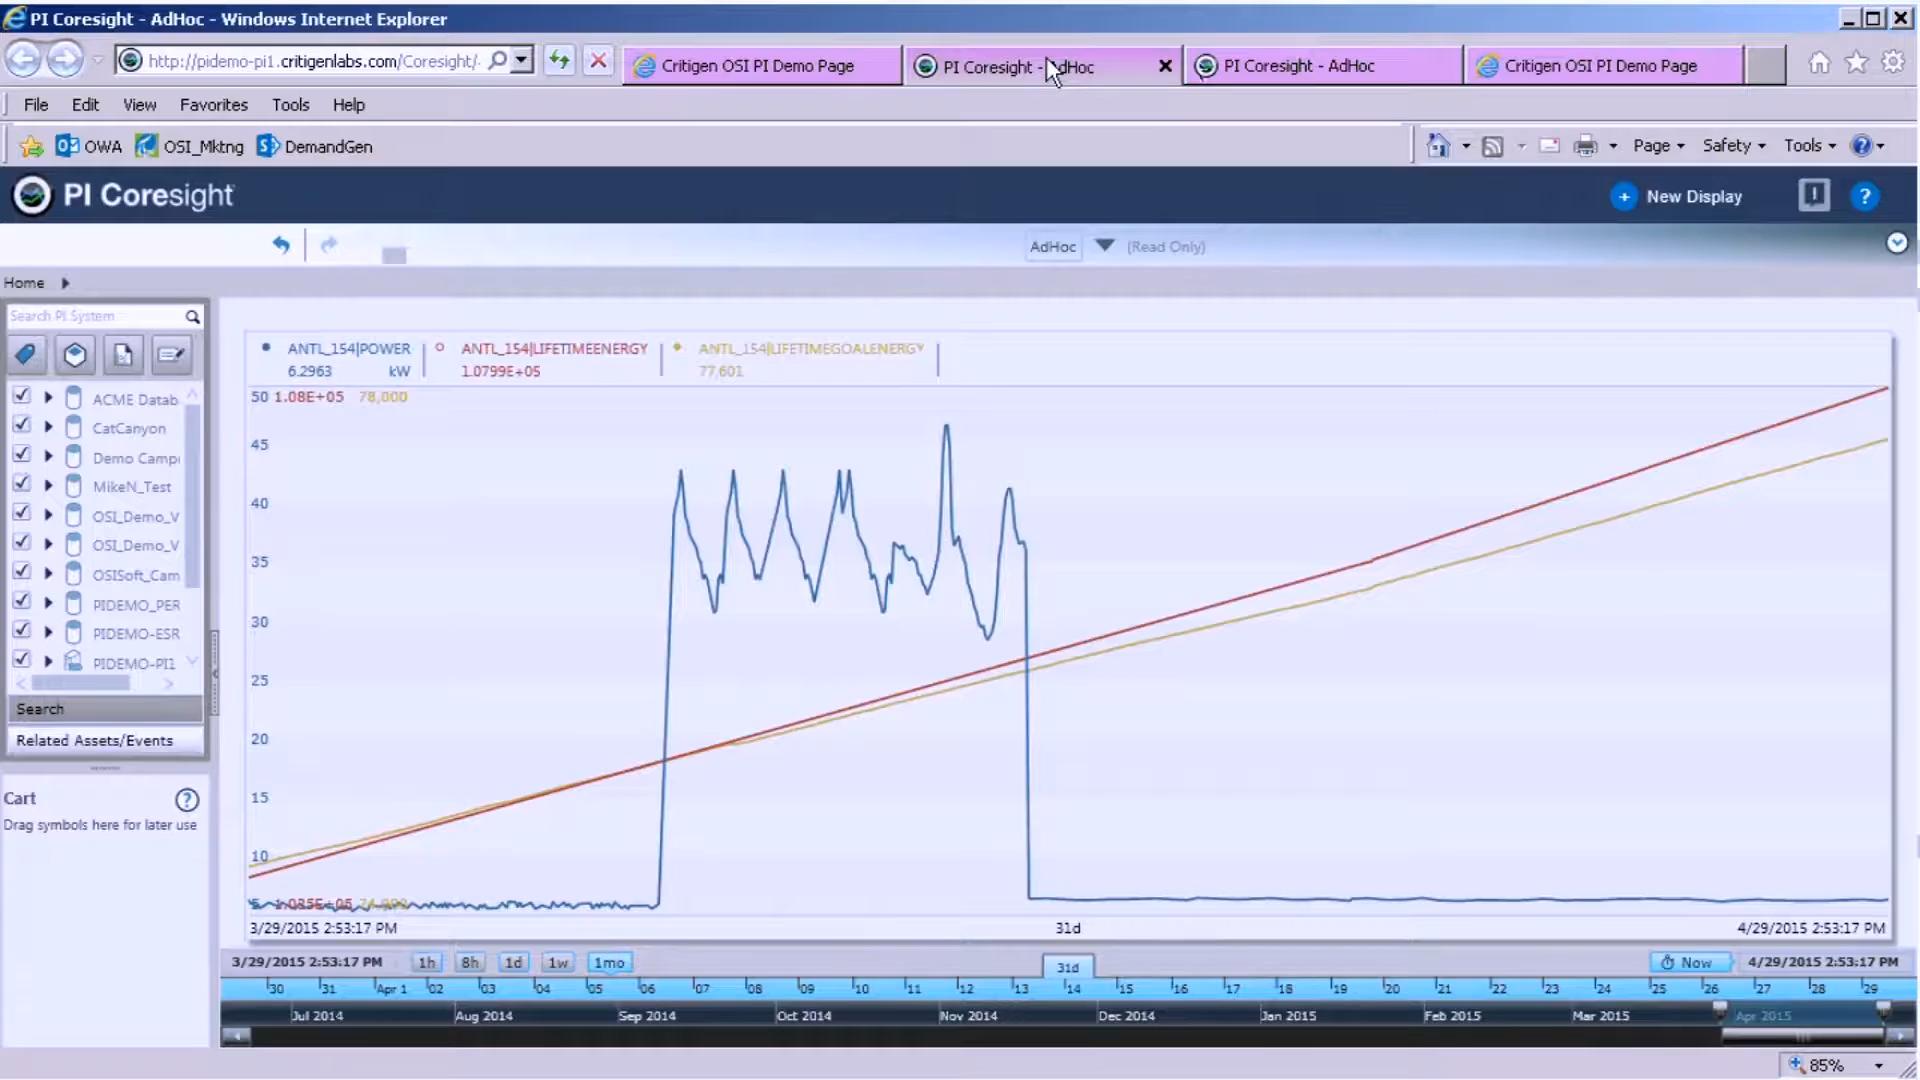 PI Coresight - AdHoc - Windows Internet Explorer
http://pidemo-pi1.critigenlabs.com/Coresight/
Critigen OSI PI Demo Page
PI Coresight - AdHoc
PI Coresight - AdHoc
Critigen OSI PI Demo Page
File Edit View Favorites Tools Help
OWA OSI_Mktng DemandGen
Page Safety Tools
PI Coresight
New Display
AdHoc (Read Only)
Home
Search PI System
ACME Datab
CatCanyon
Demo Camp
MikeN_Test
OSI_Demo_V
OSI_Demo_V
OSISoft_Cam
PIDEMO_PER
PIDEMO-ESR
PIDEMO-PI1
Search
Related Assets/Events
Cart
Drag symbols here for later use
ANTL_154|POWER
6.2963 kW
ANTL_154|LIFETIMEENERGY
1.0799E+05
ANTL_154|LIFETIMEGOALENERGY
77,601
50 1.08E+05 78,000
45
40
35
30
25
20
15
10
5 1.035E+05 74,000
3/29/2015 2:53:17 PM 31d 4/29/2015 2:53:17 PM
3/29/2015 2:53:17 PM 1h 8h 1d 1w 1mo 31d Now 4/29/2015 2:53:17 PM
30 31 Apr 1 02 03 04 05 06 07 08 09 10 11 12 13 14 15 16 17 18 19 20 21 22 23 24 25 26 27 28 29
Jul 2014 Aug 2014 Sep 2014 Oct 2014 Nov 2014 Dec 2014 Jan 2015 Feb 2015 Mar 2015 Apr 2015
85%